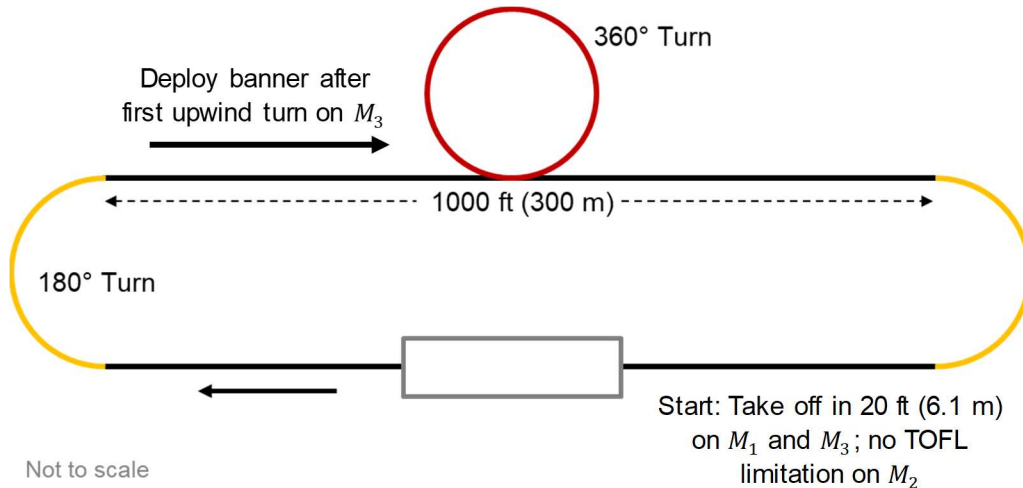 360° Turn
Deploy banner after
first upwind turn on M₃
1000 ft (300 m)
180° Turn
Start: Take off in 20 ft (6.1 m)
on M₁ and M₃; no TOFL
limitation on M₂
Not to scale